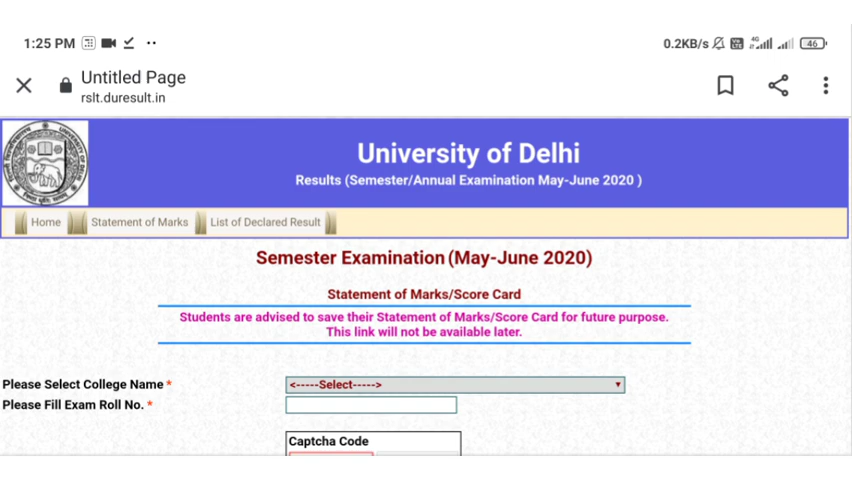 1:25 PM
0.2KB/s 4G 46
Untitled Page
rslt.duresult.in
University of Delhi
Results (Semester/Annual Examination May-June 2020 )
Home Statement of Marks List of Declared Result
Semester Examination (May-June 2020)
Statement of Marks/Score Card
Students are advised to save their Statement of Marks/Score Card for future purpose.
This link will not be available later.
Please Select College Name * <-----Select----->
Please Fill Exam Roll No. *
Captcha Code